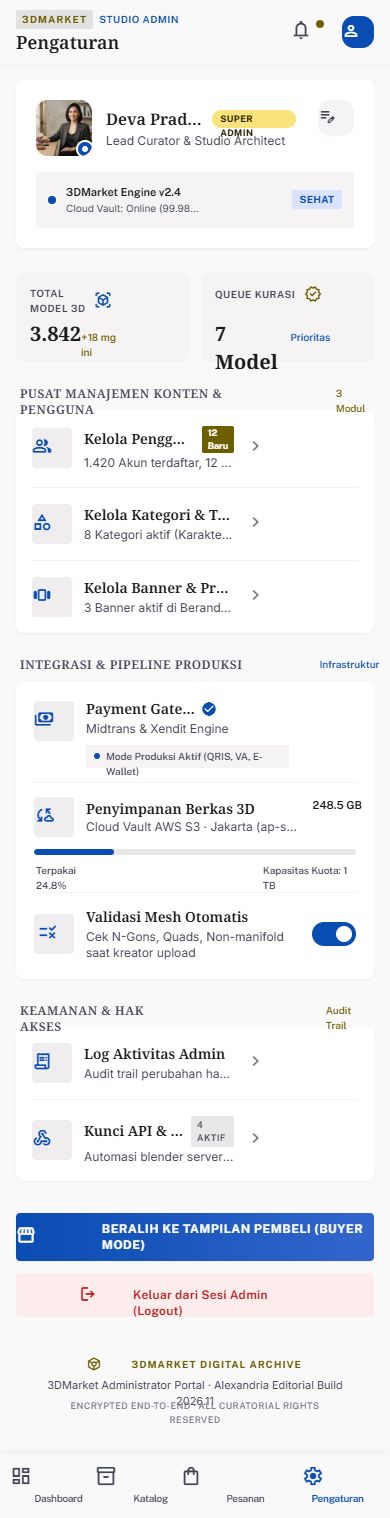 3DMARKET STUDIO ADMIN
Pengaturan
Deva Prad...
SUPER
ADMIN
Lead Curator & Studio Architect
3DMarket Engine v2.4
Cloud Vault: Online (99.98...
SEHAT
TOTAL
MODEL 3D
3.842
+18 mg
ini
QUEUE KURASI
7
Model
Prioritas
PUSAT MANAJEMEN KONTEN &
PENGGUNA
3
Modul
Kelola Pengg...
12
Baru
1.420 Akun terdaftar, 12 ...
Kelola Kategori & T...
8 Kategori aktif (Karakte...
Kelola Banner & Pr...
3 Banner aktif di Berand...
INTEGRASI & PIPELINE PRODUKSI
Infrastruktur
Payment Gate...
Midtrans & Xendit Engine
Mode Produksi Aktif (QRIS, VA, E-
Wallet)
Penyimpanan Berkas 3D
248.5 GB
Cloud Vault AWS S3 · Jakarta (ap-s...
Terpakai
24.8%
Kapasitas Kuota: 1
TB
Validasi Mesh Otomatis
Cek N-Gons, Quads, Non-manifold
saat kreator upload
KEAMANAN & HAK
AKSES
Audit
Trail
Log Aktivitas Admin
Audit trail perubahan ha...
Kunci API & ...
4
AKTIF
Automasi blender server...
BERALIH KE TAMPILAN PEMBELI (BUYER
MODE)
Keluar dari Sesi Admin
(Logout)
3DMARKET DIGITAL ARCHIVE
3DMarket Administrator Portal · Alexandria Editorial Build
2026.11
ENCRYPTED END-TO-END · ALL CURATORIAL RIGHTS
RESERVED
Dashboard
Katalog
Pesanan
Pengaturan